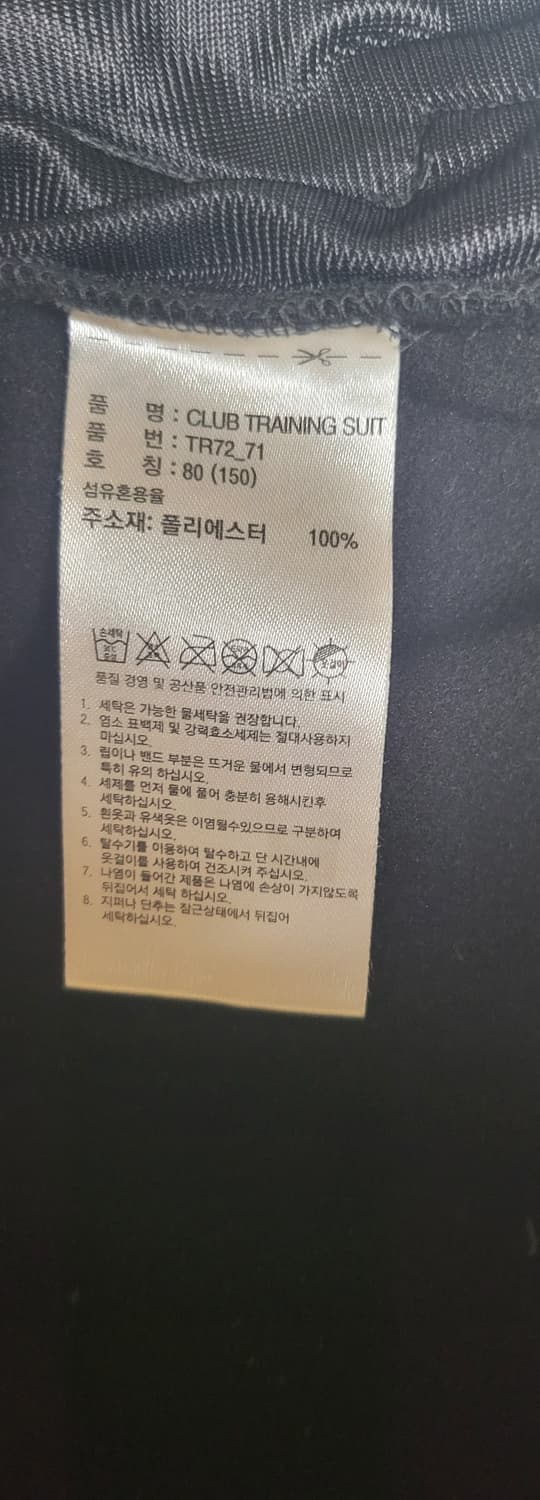 품 명 : CLUB TRAINING SUIT
품 번 : TR72_71
호 칭 : 80 (150)
섬유혼용율
주소재: 폴리에스터 100%
손세탁
옷걸이
품질 경영 및 공산품 안전관리법에 의한 표시
1. 세탁은 가능한 물세탁을 권장합니다.
2. 염소 표백제 및 강력효소세제는 절대사용하지
마십시오.
3. 립이나 밴드 부분은 뜨거운 물에서 변형되므로
특히 유의 하십시오.
4. 세제를 먼저 물에 풀어 충분히 용해시킨후
세탁하십시오.
5. 흰옷과 유색옷은 이염될수있으므로 구분하여
세탁하십시오.
6. 탈수기를 이용하여 탈수하고 단 시간내에
옷걸이를 사용하여 건조시켜 주십시오.
7. 나염이 들어간 제품은 나염에 손상이 가지않도록
뒤집어서 세탁 하십시오.
8. 지퍼나 단추는 잠근상태에서 뒤집어
세탁하십시오.